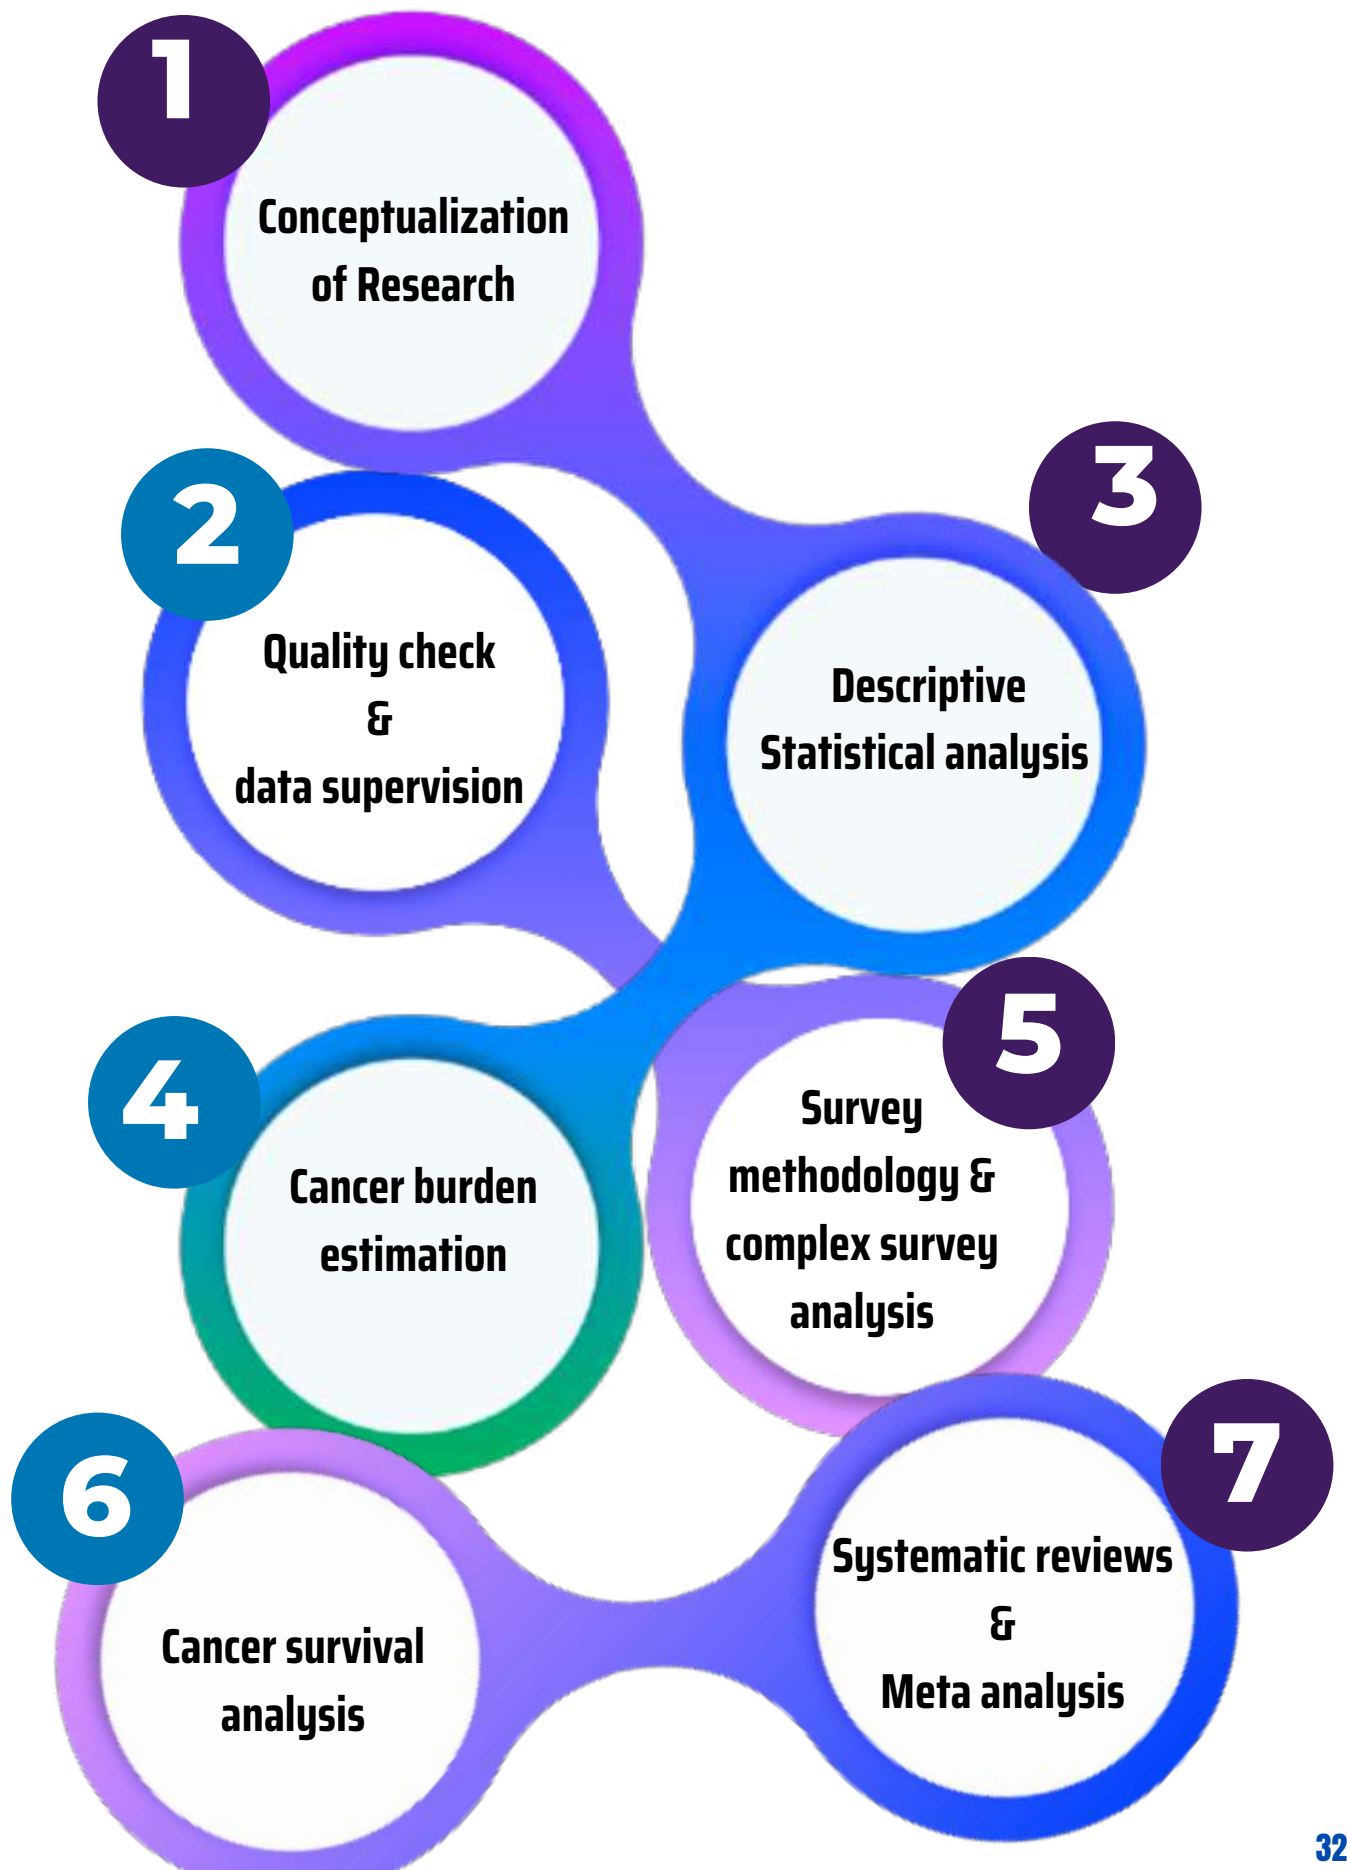 1
Conceptualization
of Research
2
Quality check
&
data supervision
3
Descriptive
Statistical analysis
4
Cancer burden
estimation
5
Survey
methodology &
complex survey
analysis
6
Cancer survival
analysis
7
Systematic reviews
&
Meta analysis
32